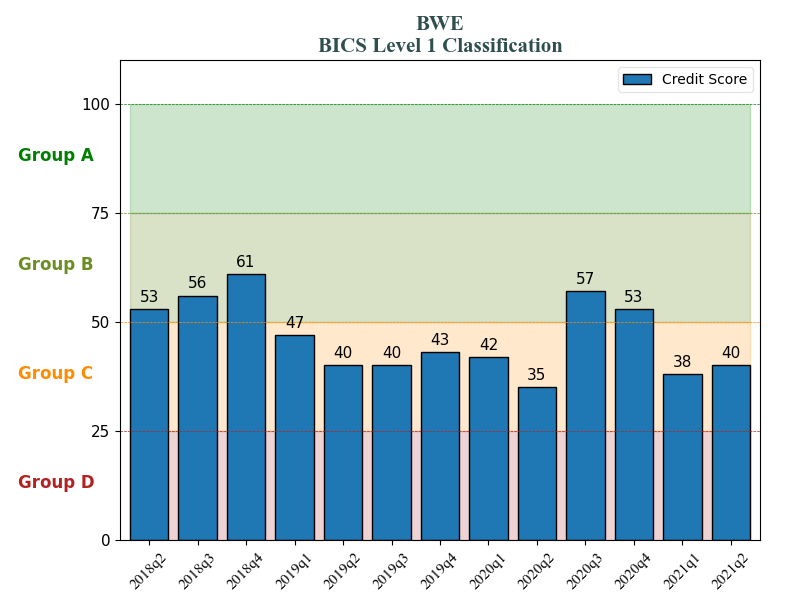 BWE
BICS Level 1 Classification
Credit Score
100
Group A
75
Group B
50
Group C
25
Group D
0
53
56
61
47
40
40
43
42
35
57
53
38
40
2018q2
2018q3
2018q4
2019q1
2019q2
2019q3
2019q4
2020q1
2020q2
2020q3
2020q4
2021q1
2021q2